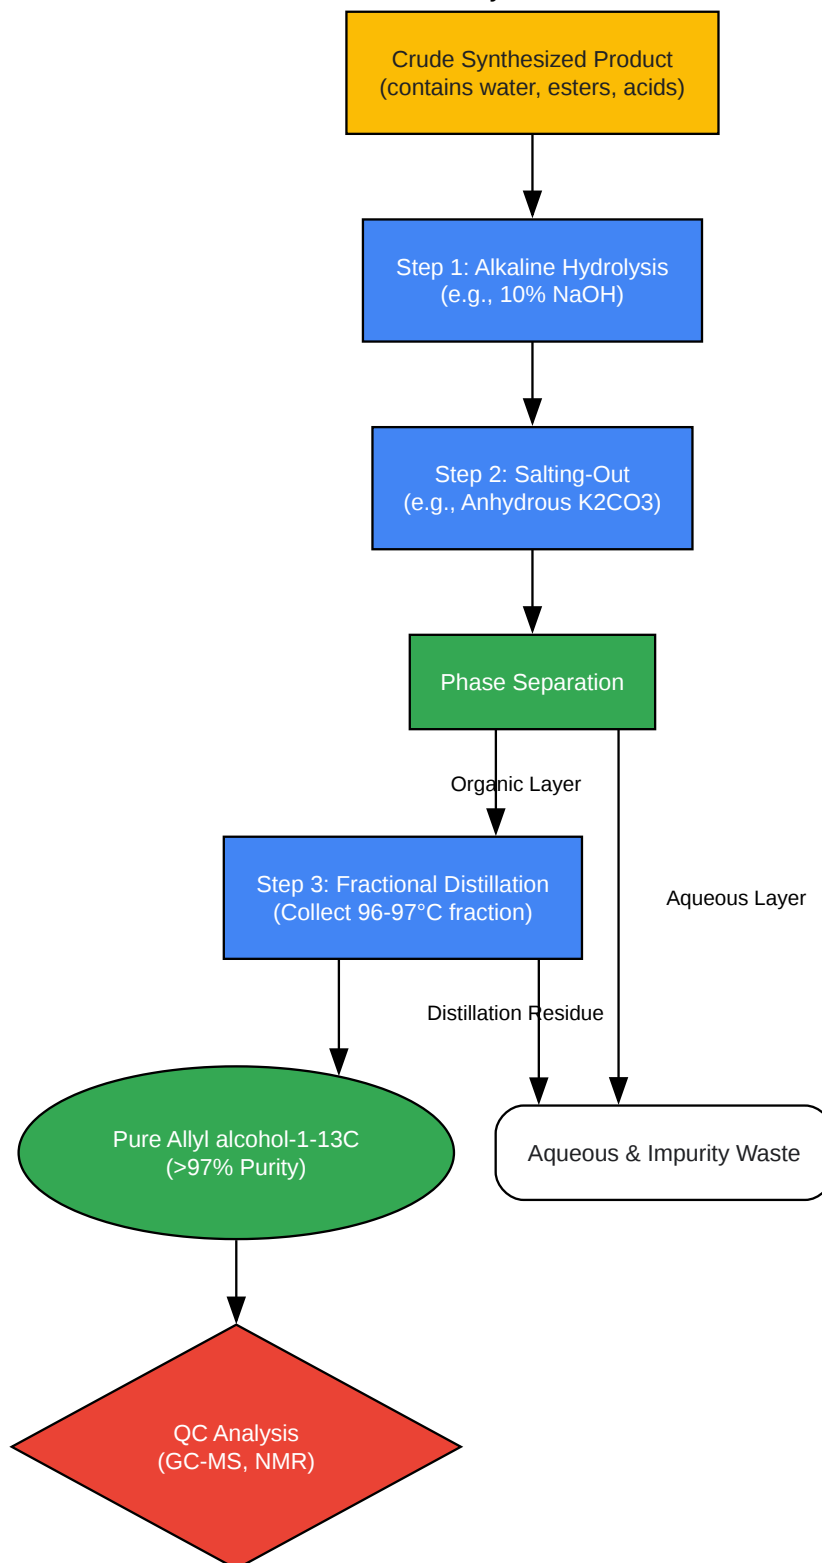 Crude Synthesized Product
(contains water, esters, acids)
Step 1: Alkaline Hydrolysis
(e.g., 10% NaOH)
Step 2: Salting-Out
(e.g., Anhydrous K2CO3)
Phase Separation
Organic Layer
Step 3: Fractional Distillation
(Collect 96-97°C fraction)
Aqueous Layer
Distillation Residue
Pure Allyl alcohol-1-13C
(>97% Purity)
Aqueous & Impurity Waste
QC Analysis
(GC-MS, NMR)